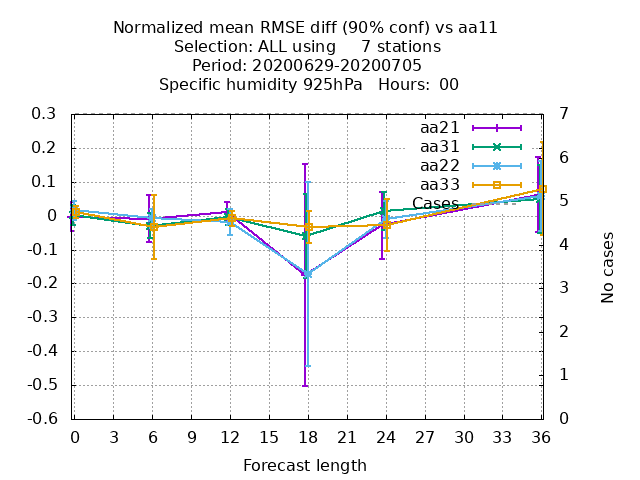 Normalized mean RMSE diff (90% conf) vs aa11
Selection: ALL using 7 stations
Period: 20200629-20200705
Specific humidity 925hPa Hours: 00
0.3
0.2
0.1
0
-0.1
-0.2
-0.3
-0.4
-0.5
-0.6
aa21
aa31
aa22
aa33
Cases
7
6
5
4
3
2
1
0
No cases
0 3 6 9 12 15 18 21 24 27 30 33 36
Forecast length